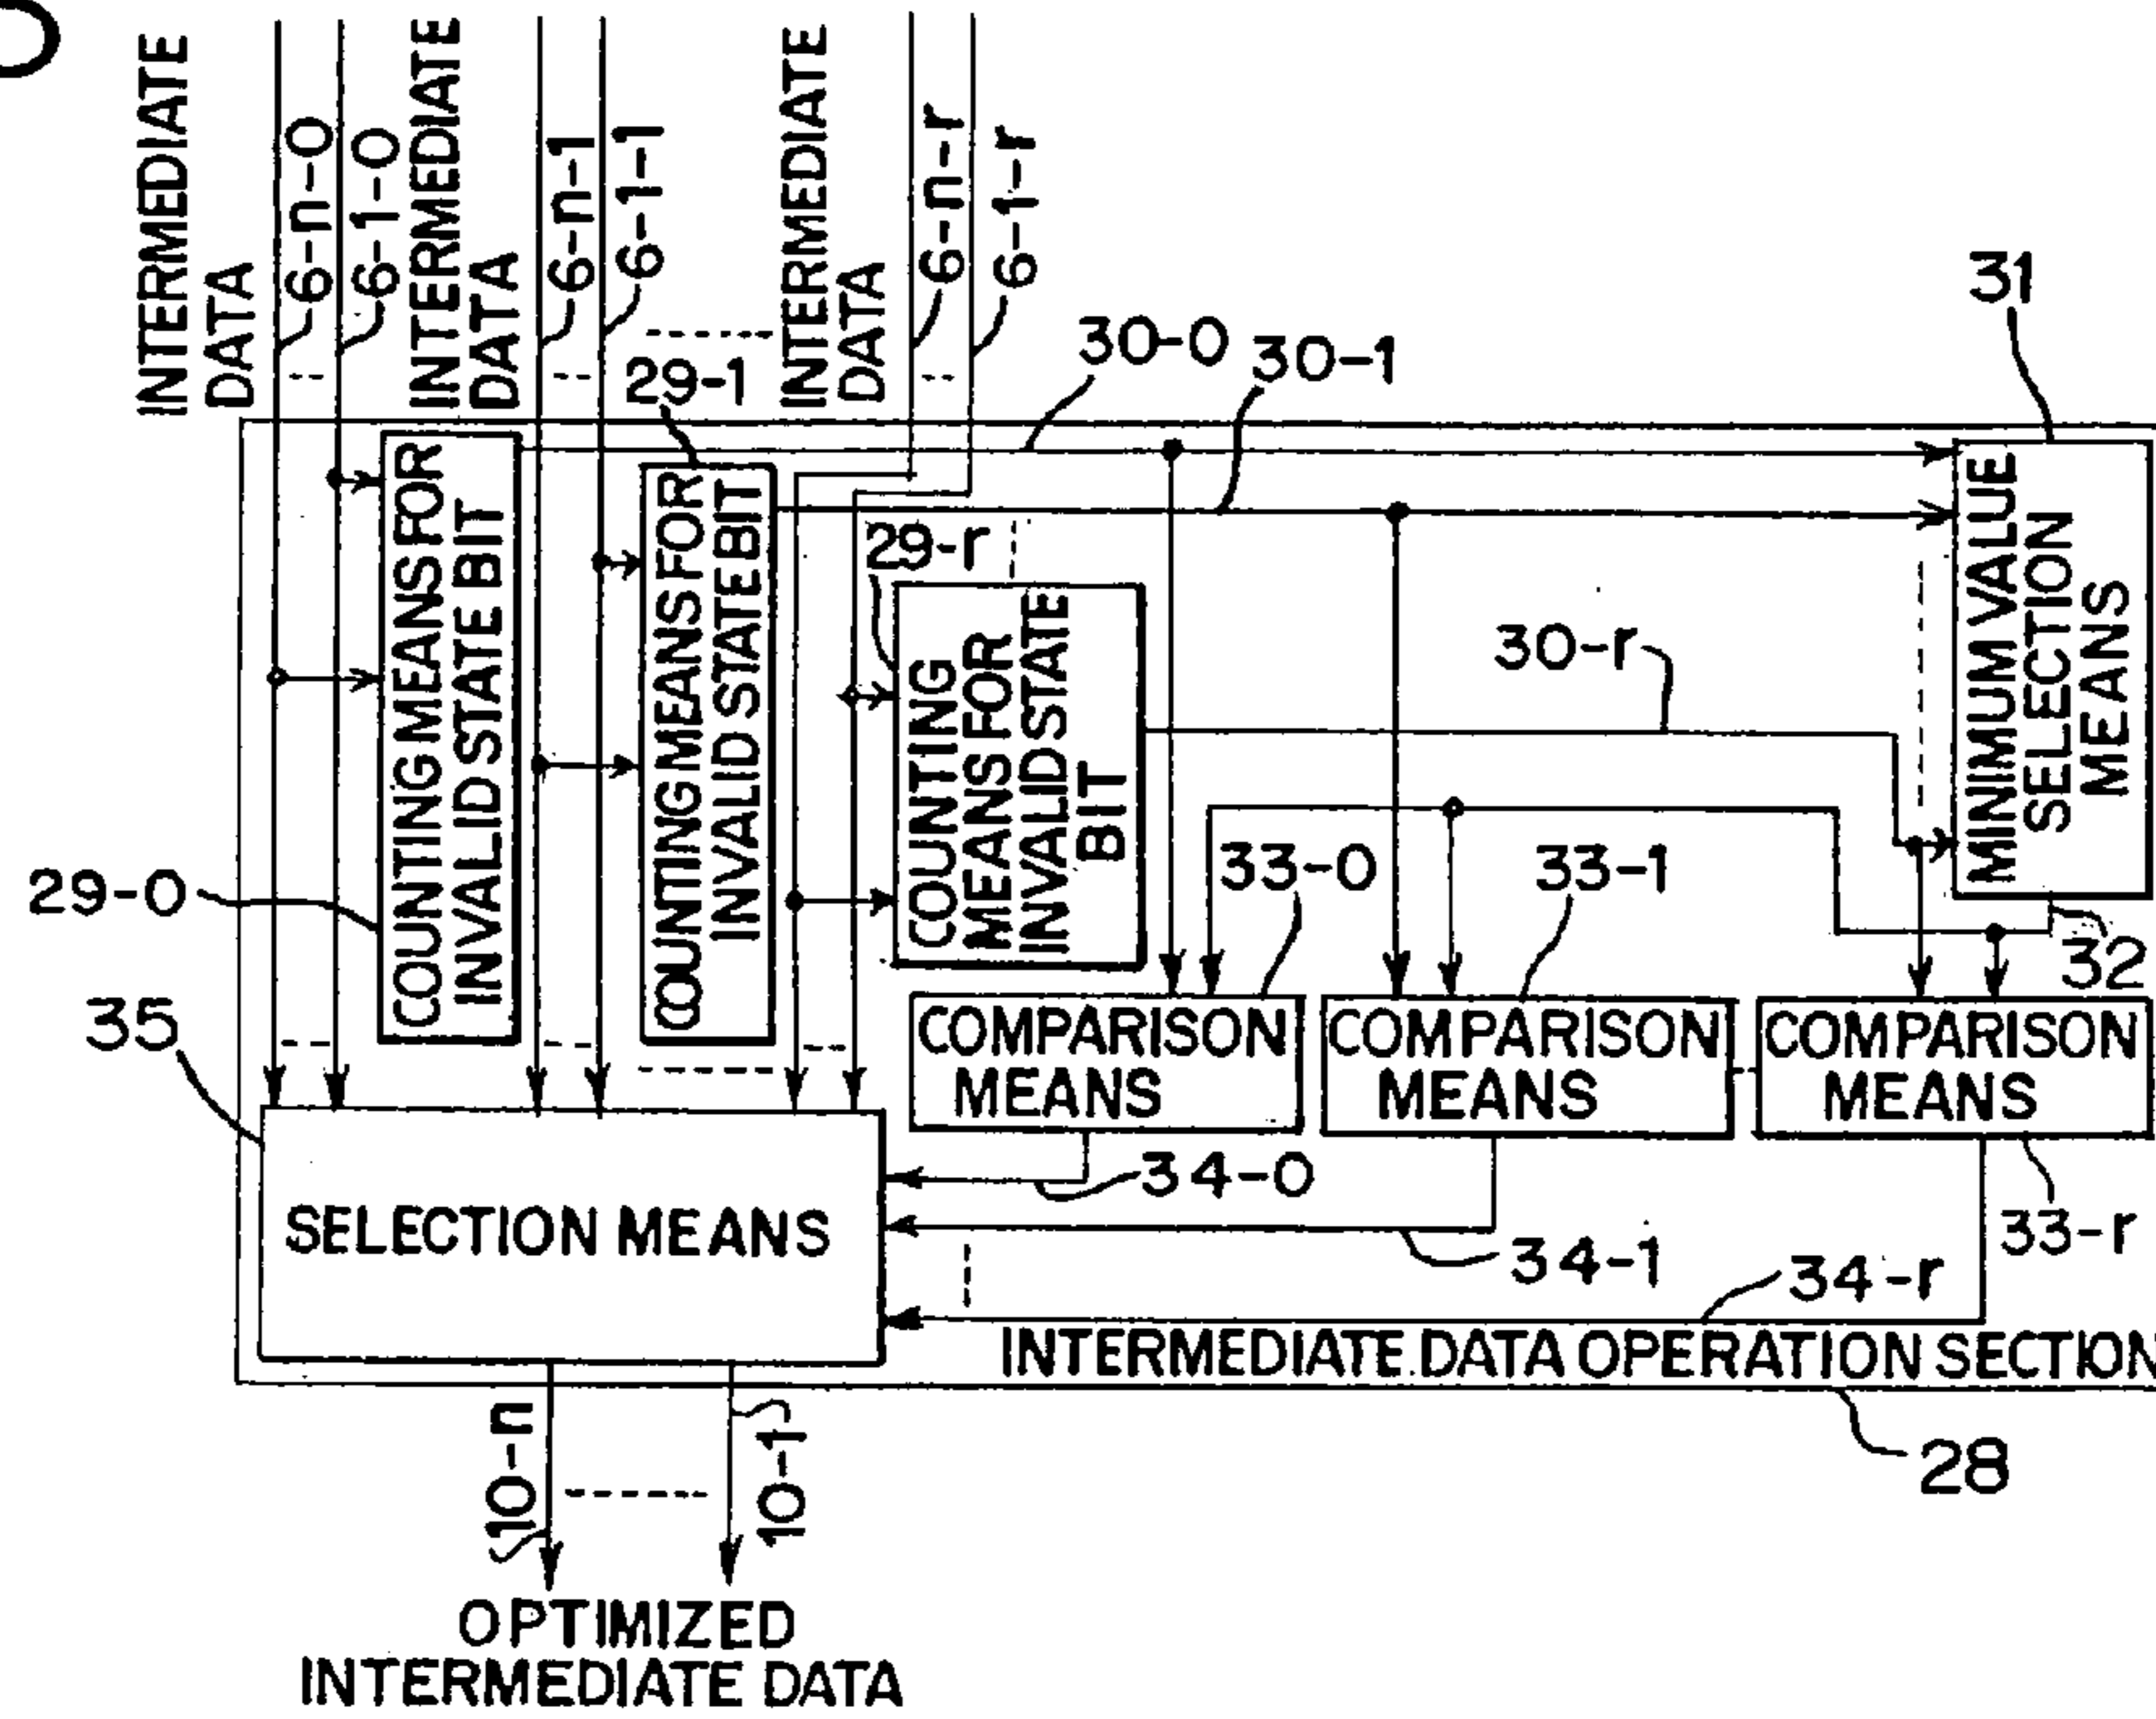 INTERMEDIATE
DATA
6-n-0
6-1-0
INTERMEDIATE
DATA
6-n-1
6-1-1
INTERMEDIATE
DATA
6-n-r
6-1-r
31
30-0
30-1
29-1
29-r
30-r
COUNTING MEANS FOR
INVALID STATE BIT
COUNTING MEANS FOR
INVALID STATE BIT
COUNTING
MEANS FOR
INVALID STATE
BIT
MINIMUM VALUE
SELECTION
MEANS
29-0
33-0
33-1
32
35
COMPARISON
MEANS
COMPARISON
MEANS
COMPARISON
MEANS
34-0
SELECTION MEANS
33-r
34-1
34-r
INTERMEDIATE DATA OPERATION SECTION
28
10-n
10-1
OPTIMIZED
INTERMEDIATE DATA